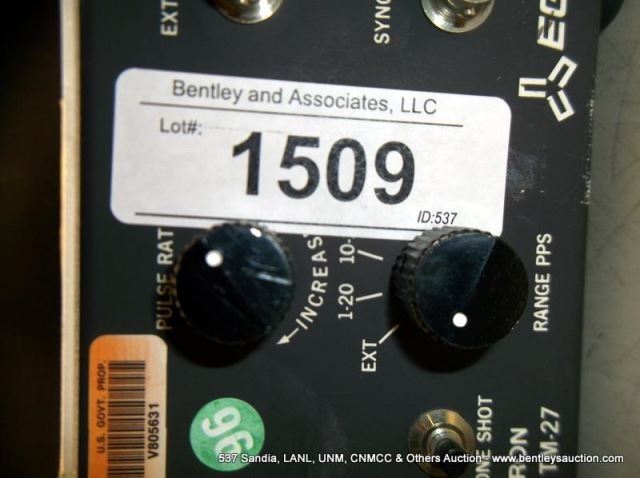 EXT
SYNC
EG
Bentley and Associates, LLC
Lot#:
1509
ID:537
PULSE RAT
INCREAS
10-
1-20
EXT
RANGE PPS
U.S. GOVT. PROP.
V805631
96
ONE SHOT
RON
TM-27
537 Sandia, LANL, UNM, CNMCC & Others Auction - www.bentleysauction.com